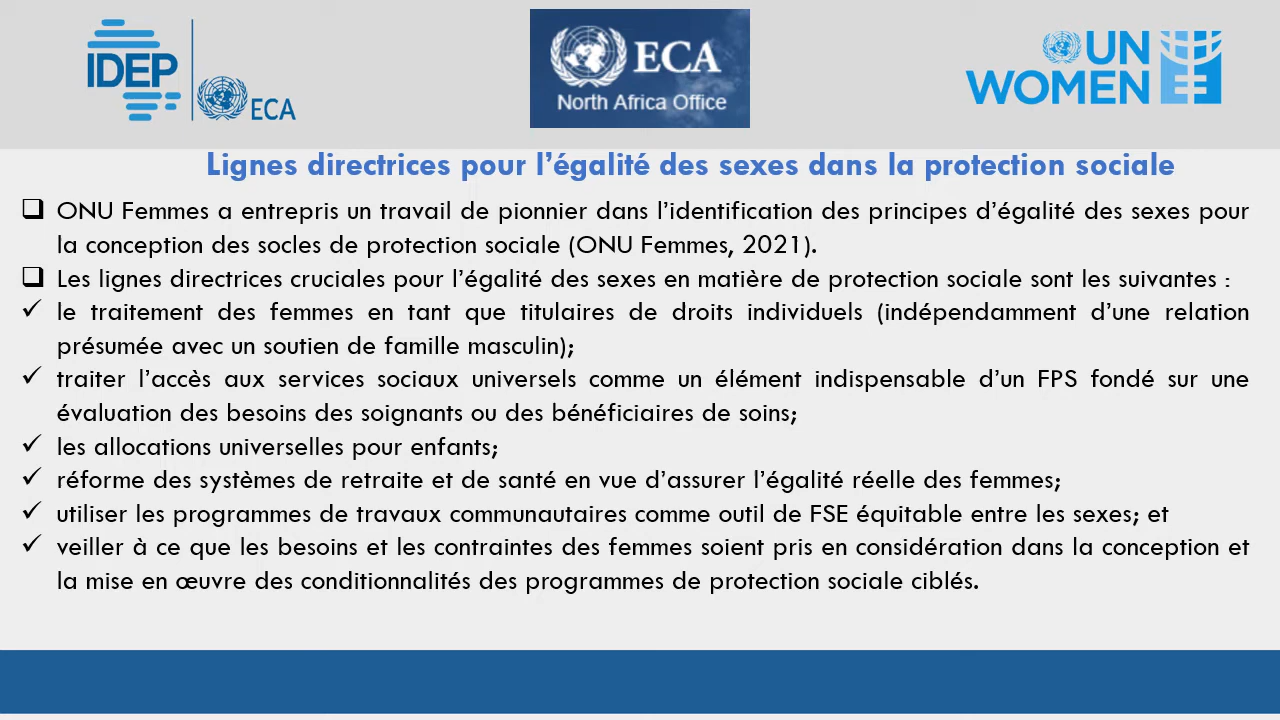 IDEP
ECA
ECA
North Africa Office
UN
WOMEN
Lignes directrices pour l’égalité des sexes dans la protection sociale
ONU Femmes a entrepris un travail de pionnier dans l’identification des principes d’égalité des sexes pour
la conception des socles de protection sociale (ONU Femmes, 2021).
Les lignes directrices cruciales pour l’égalité des sexes en matière de protection sociale sont les suivantes :
le traitement des femmes en tant que titulaires de droits individuels (indépendamment d’une relation
présumée avec un soutien de famille masculin);
traiter l’accès aux services sociaux universels comme un élément indispensable d’un FPS fondé sur une
évaluation des besoins des soignants ou des bénéficiaires de soins;
les allocations universelles pour enfants;
réforme des systèmes de retraite et de santé en vue d’assurer l’égalité réelle des femmes;
utiliser les programmes de travaux communautaires comme outil de FSE équitable entre les sexes; et
veiller à ce que les besoins et les contraintes des femmes soient pris en considération dans la conception et
la mise en œuvre des conditionnalités des programmes de protection sociale ciblés.